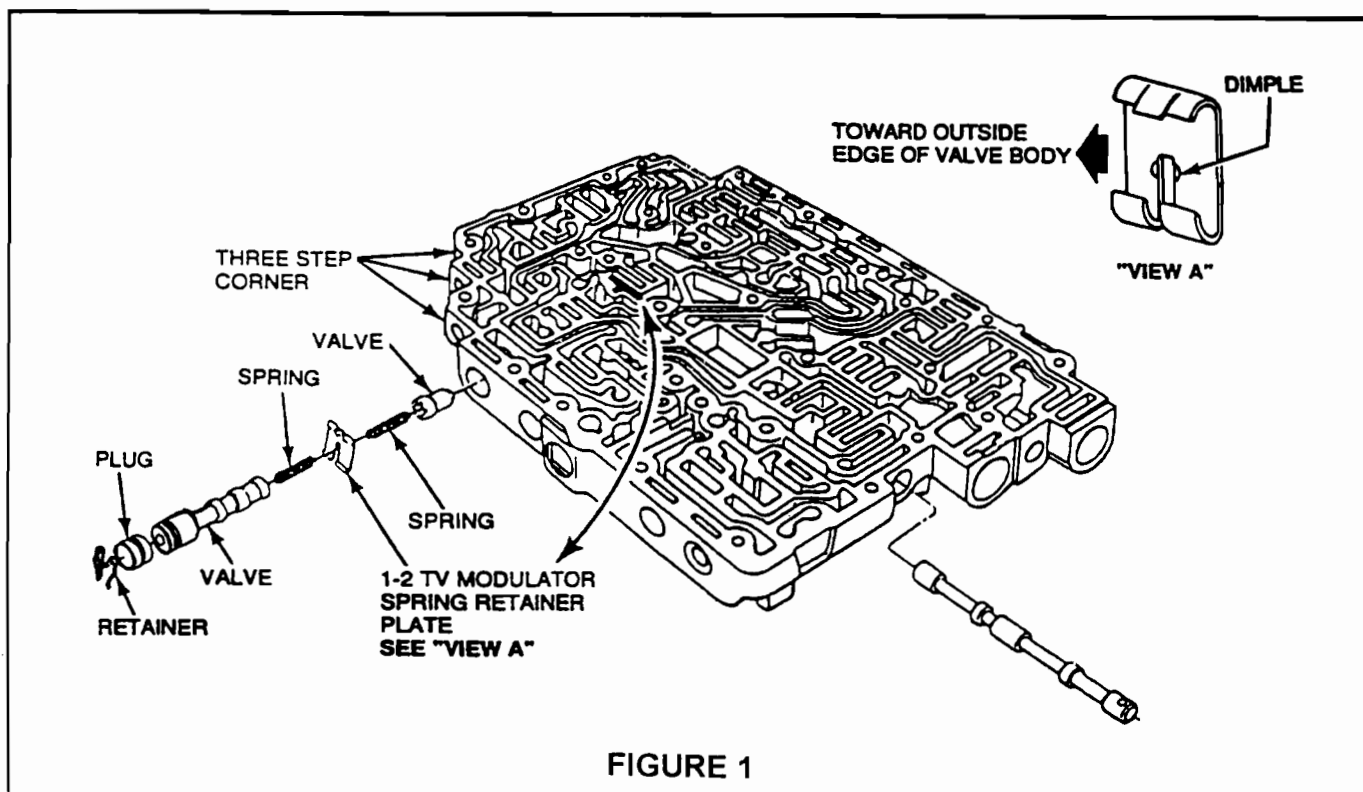 DIMPLE
TOWARD OUTSIDE
EDGE OF VALVE BODY
"VIEW A"
THREE STEP
CORNER
VALVE
SPRING
PLUG
SPRING
VALVE
RETAINER
1-2 TV MODULATOR
SPRING RETAINER
PLATE
SEE "VIEW A"
FIGURE 1